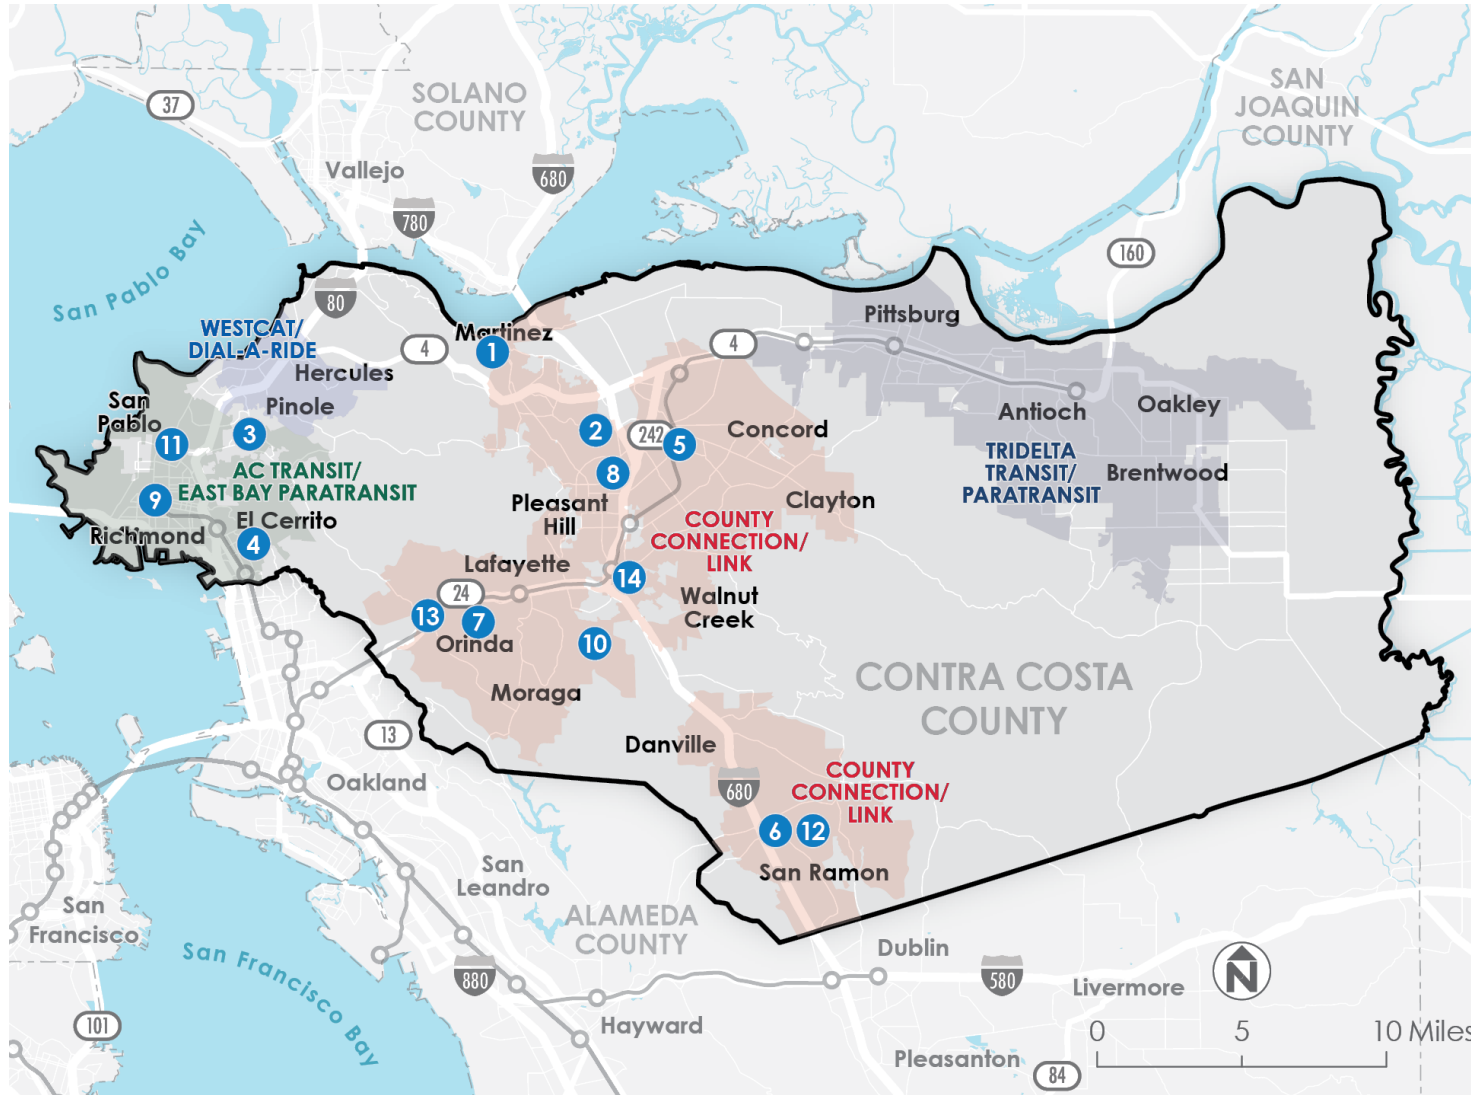 SOLANO
COUNTY
SAN
JOAQUIN
COUNTY
37
Vallejo
680
780
San Pablo Bay
160
80
Pittsburg
WESTCAT/
DIAL-A-RIDE
Martinez
1
4
4
Hercules
Pinole
San
Pablo
11
3
2
242
5
Concord
Antioch
Oakley
AC TRANSIT/
EAST BAY PARATRANSIT
8
TRIDELTA
TRANSIT/
PARATRANSIT
Brentwood
9
Pleasant
Hill
Clayton
Richmond
El Cerrito
4
COUNTY
CONNECTION/
LINK
Lafayette
14
24
Walnut
Creek
13
7
Orinda
10
Moraga
CONTRA COSTA
COUNTY
13
Danville
Oakland
680
COUNTY
CONNECTION/
LINK
6
12
San Ramon
San
Leandro
San
Francisco
ALAMEDA
COUNTY
San Francisco Bay
Dublin
880
580
N
Livermore
Hayward
101
0
5
10 Miles
Pleasanton
84